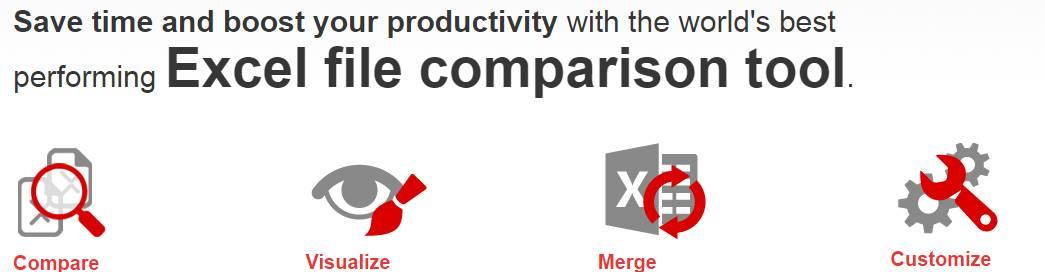 Save time and boost your productivity with the world's best
performing Excel file comparison tool.
X
Compare Visualize Merge Customize